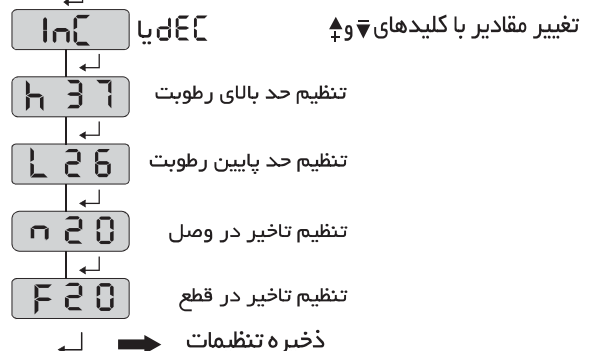 InC یا dEC تغییر مقادیر با کلیدهای ▼ و ▲
h 37 تنظیم حد بالای رطوبت
L 26 تنظیم حد پایین رطوبت
n 20 تنظیم تاخیر در وصل
F 20 تنظیم تاخیر در قطع
ذخیره تنظیمات